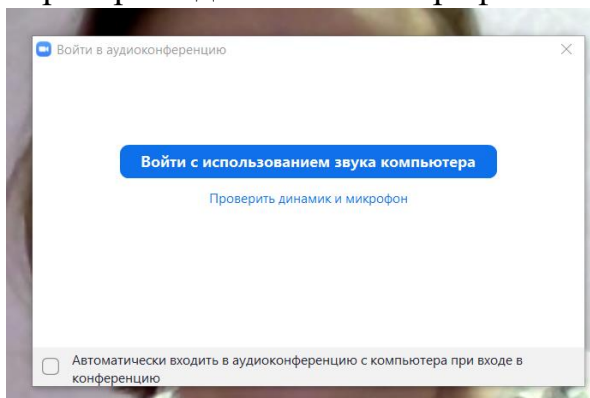 Войти в аудиоконференцию
Войти с использованием звука компьютера
Проверить динамик и микрофон
Автоматически входить в аудиоконференцию с компьютера при входе в
конференцию